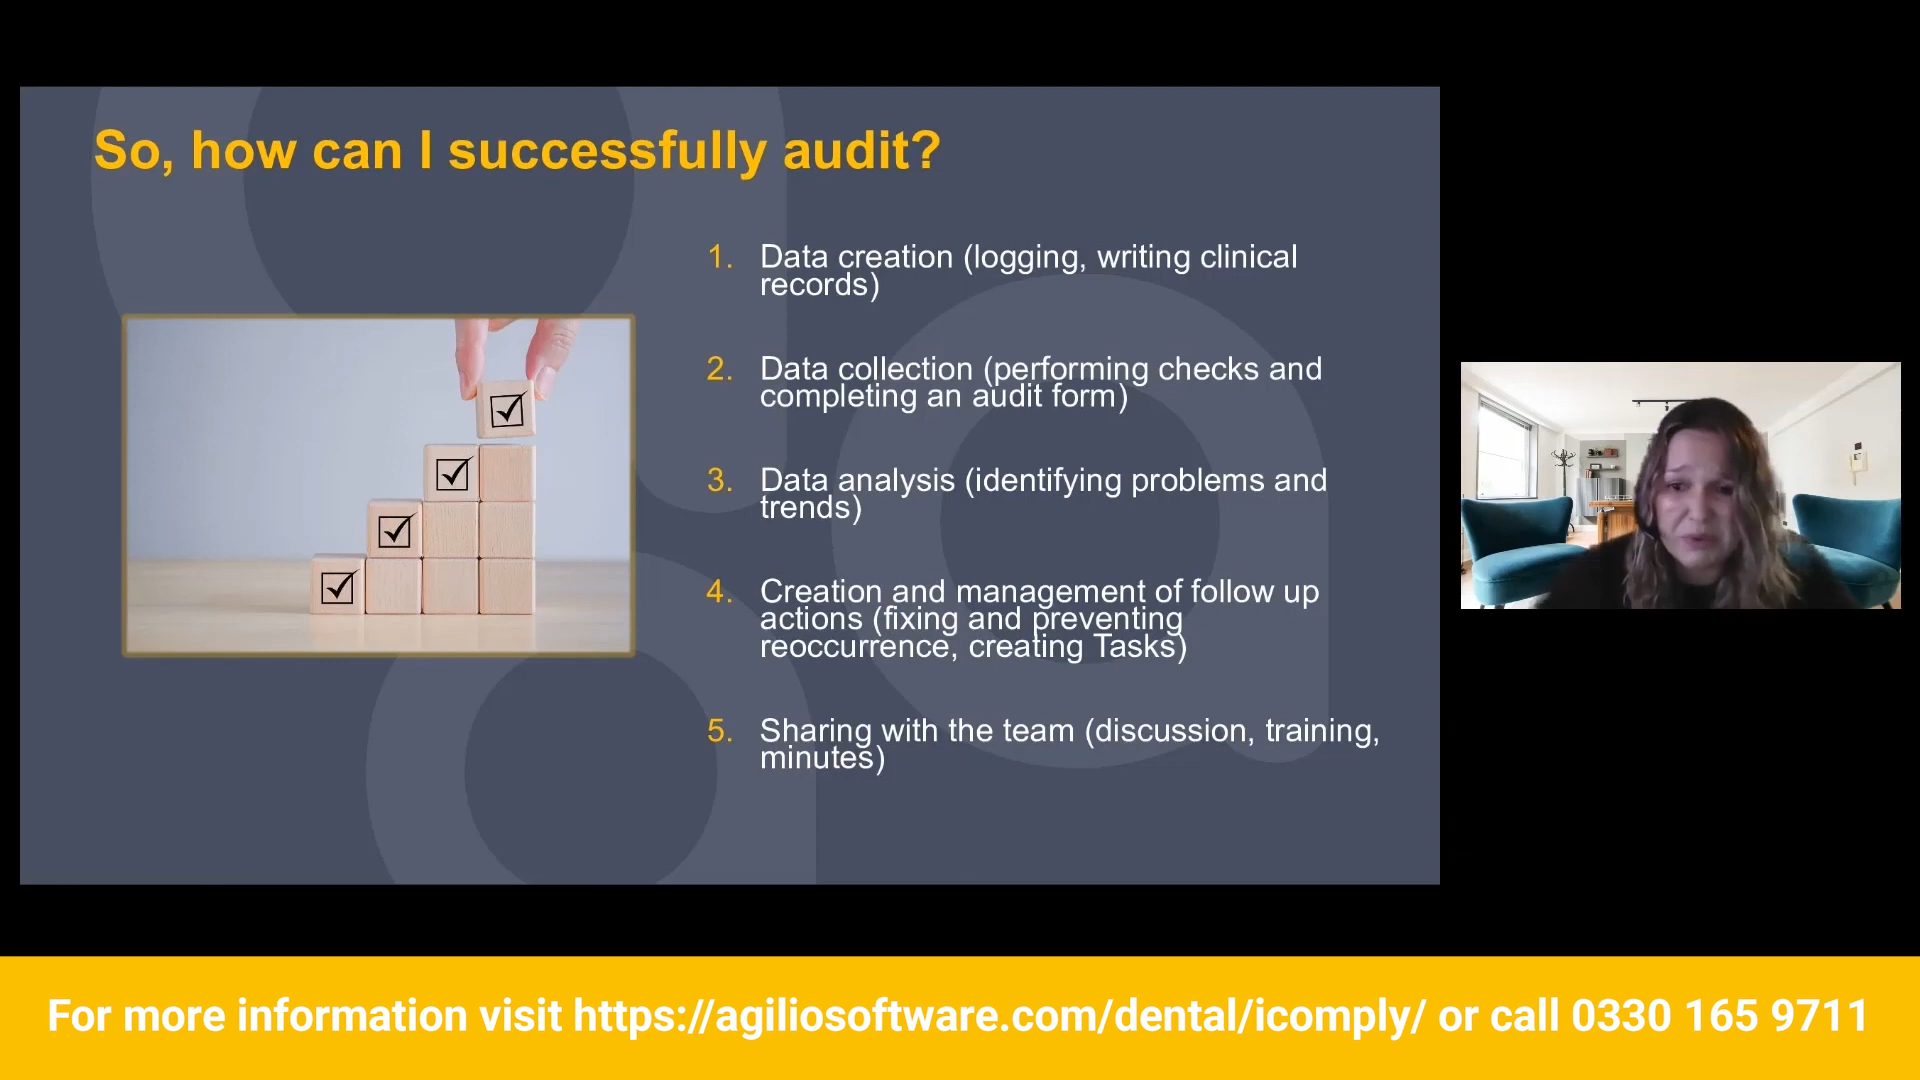 So, how can I successfully audit?
1. Data creation (logging, writing clinical
records)
2. Data collection (performing checks and
completing an audit form)
3. Data analysis (identifying problems and
trends)
4. Creation and management of follow up
actions (fixing and preventing
reoccurrence, creating Tasks)
5. Sharing with the team (discussion, training,
minutes)
For more information visit https://agiliosoftware.com/dental/icomply/ or call 0330 165 9711